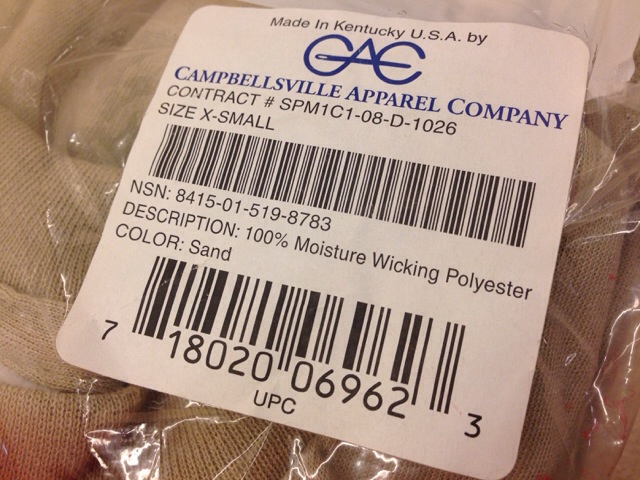 Made In Kentucky U.S.A. by
CAC
CAMPBELLSVILLE APPAREL COMPANY
CONTRACT # SPM1C1-08-D-1026
SIZE X-SMALL
NSN: 8415-01-519-8783
DESCRIPTION: 100% Moisture Wicking Polyester
COLOR: Sand
7 18020 06962 3
UPC